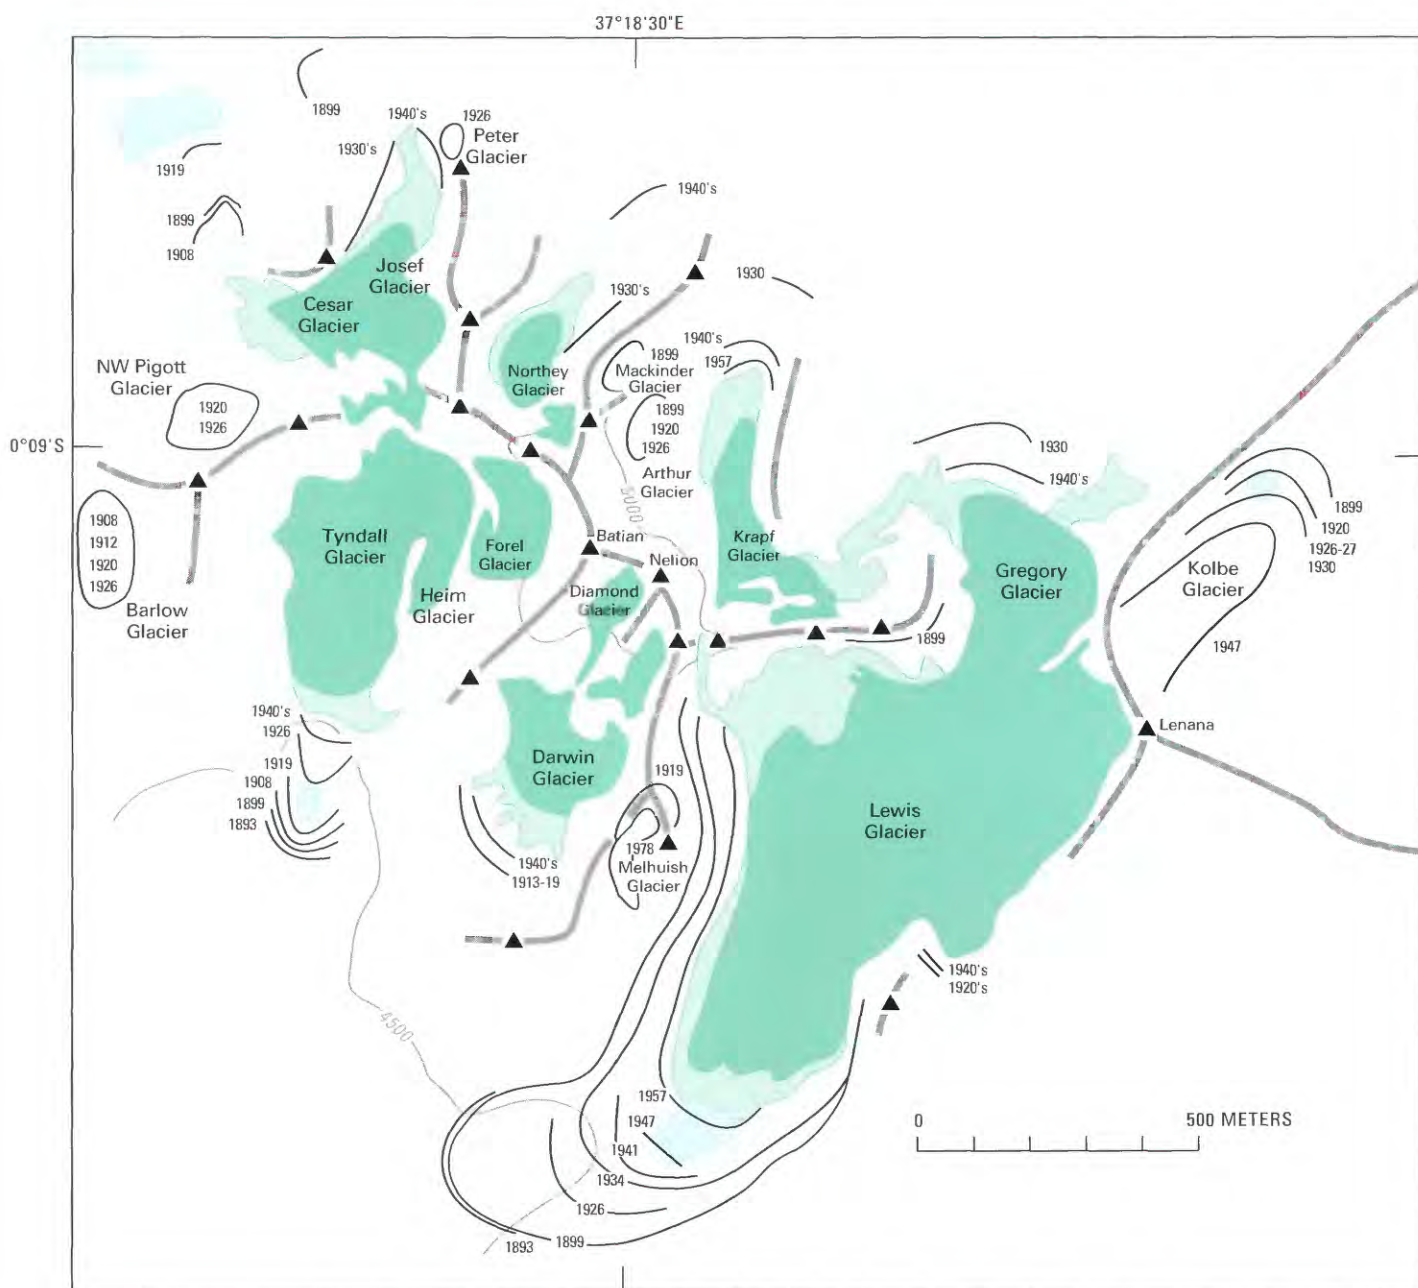 37°18'30"E
1899
1940's
1926
Peter
Glacier
1930's
1919
1940's
1899
1908
Josef
Glacier
1930
Cesar
Glacier
1930's
1940's
1957
NW Pigott
Glacier
Northey
Glacier
1899
Mackinder
Glacier
1920
1926
1899
1920
1926
0°09'S
1930
Arthur
Glacier
1940's
5000
1899
1920
1926-27
1930
1908
1912
1920
1926
Tyndall
Glacier
Forel
Glacier
Batian
Krapf
Glacier
Nelion
Gregory
Glacier
Kolbe
Glacier
Barlow
Glacier
Heim
Glacier
Diamond
Glacier
1899
1947
1940's
1926
Lenana
Darwin
Glacier
1919
1919
1908
1899
1893
Lewis
Glacier
1978
Melhuish
Glacier
1940's
1913-19
1940's
1920's
4500
1957
1947
1941
1934
1926
1899
1893
0 500 METERS